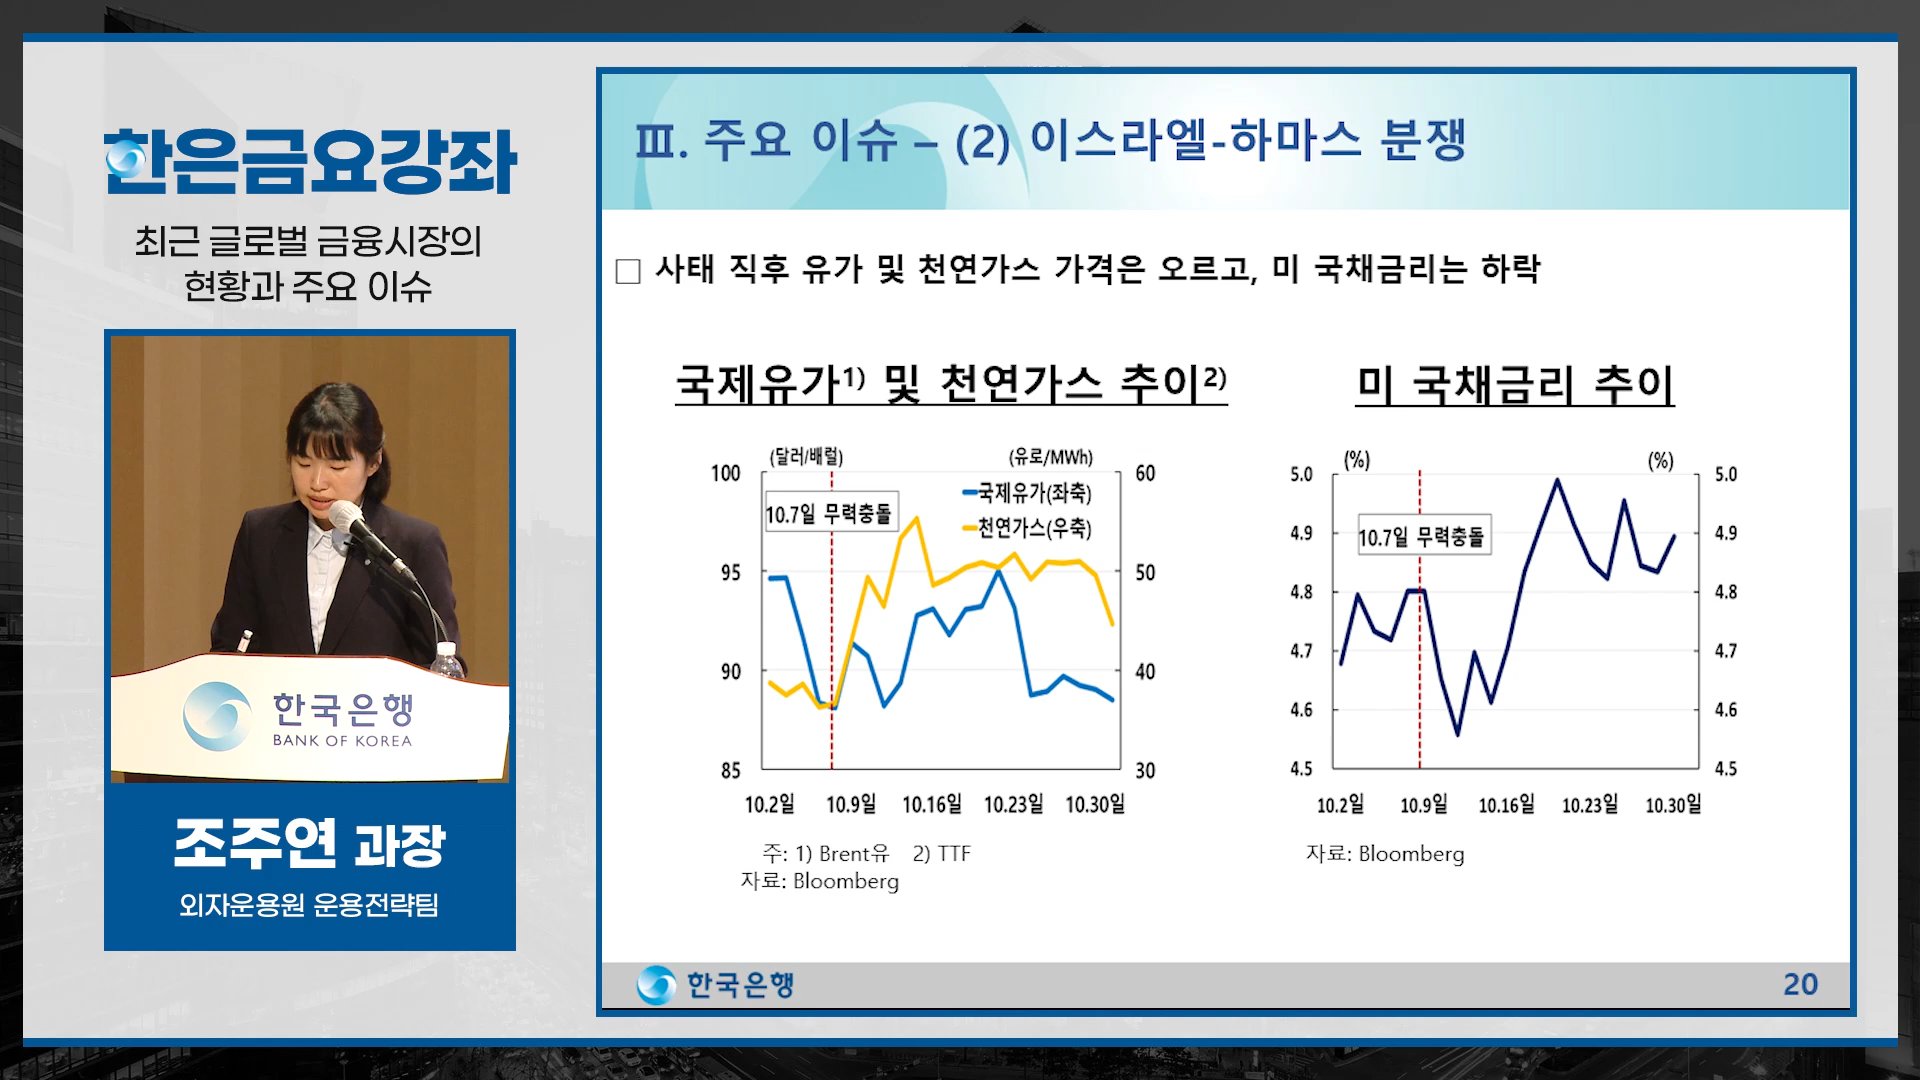 한은금요강좌
최근 글로벌 금융시장의
현황과 주요 이슈
한국은행
BANK OF KOREA
조주연 과장
외자운용원 운용전략팀
Ⅲ. 주요 이슈 – (2) 이스라엘-하마스 분쟁
□ 사태 직후 유가 및 천연가스 가격은 오르고, 미 국채금리는 하락
국제유가1) 및 천연가스 추이2)
(달러/배럴) (유로/MWh)
100 60
국제유가(좌축)
10.7일 무력충돌
천연가스(우축)
95 50
90 40
85 30
10.2일 10.9일 10.16일 10.23일 10.30일
주: 1) Brent유 2) TTF
자료: Bloomberg
미 국채금리 추이
(%) (%)
5.0 5.0
4.9 4.9
10.7일 무력충돌
4.8 4.8
4.7 4.7
4.6 4.6
4.5 4.5
10.2일 10.9일 10.16일 10.23일 10.30일
자료: Bloomberg
한국은행 20